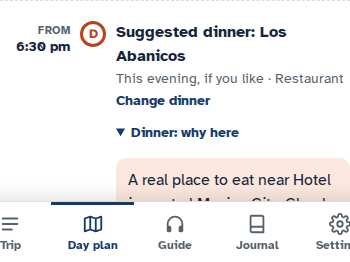 FROM
6:30 pm
D
Suggested dinner: Los
Abanicos
This evening, if you like · Restaurant
Change dinner
▼ Dinner: why here
A real place to eat near Hotel
Trip
Day plan
Guide
Journal
Settin